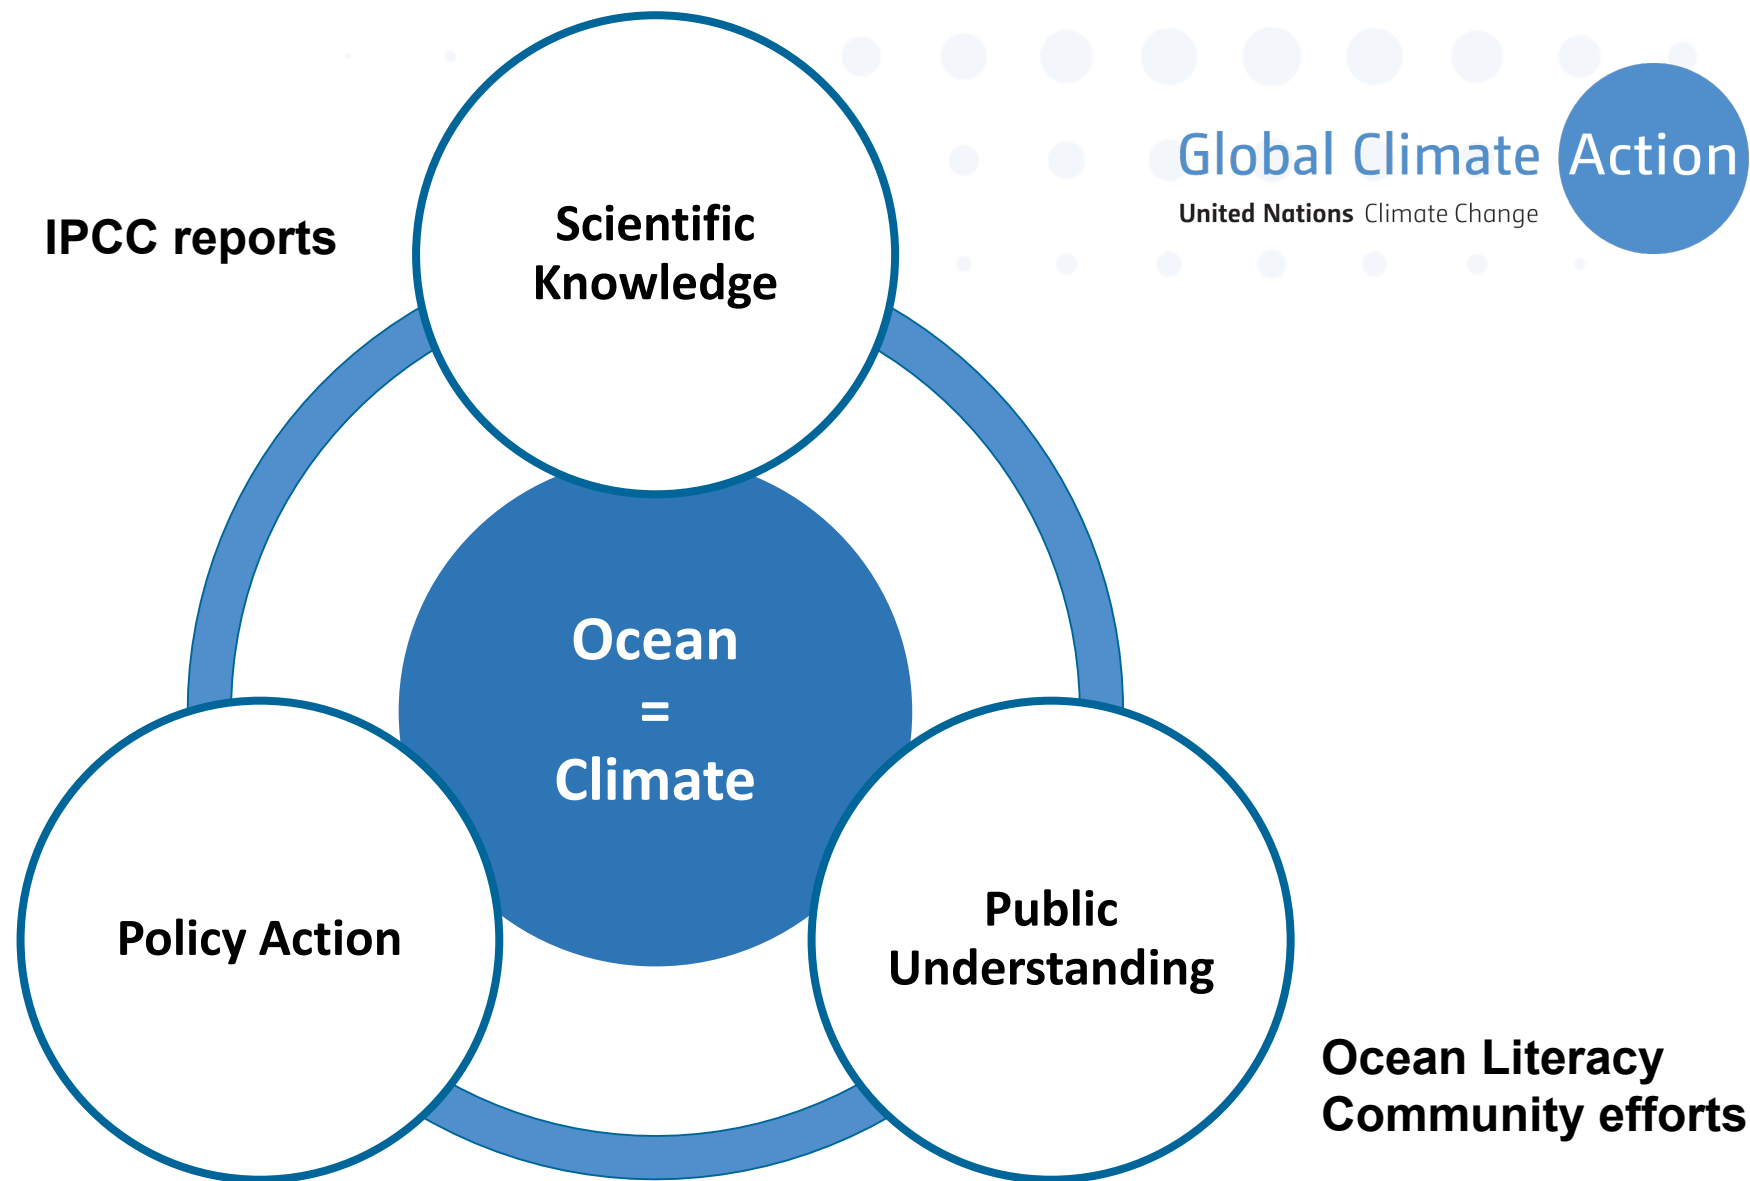 Global Climate Action
United Nations Climate Change
IPCC reports
Scientific
Knowledge
Ocean
=
Climate
Policy Action
Public
Understanding
Ocean Literacy
Community efforts